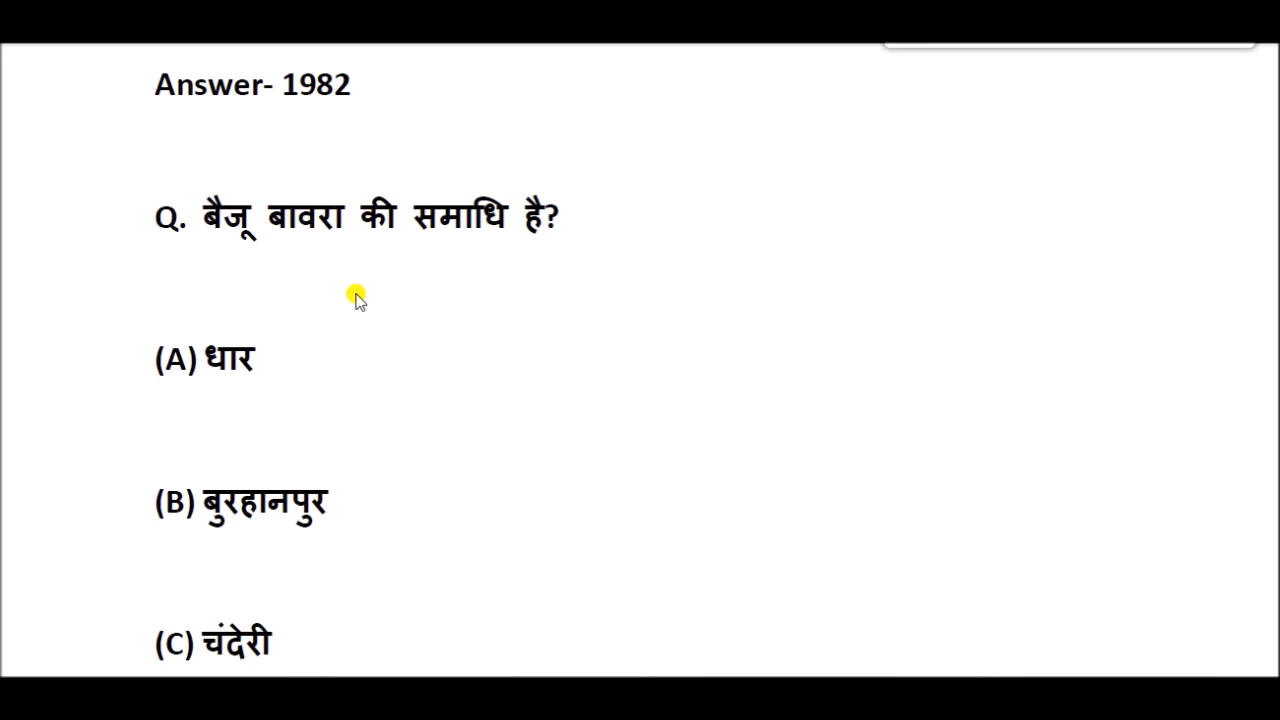 Answer- 1982
Q. बैजू बावरा की समाधि है?
(A) धार
(B) बुरहानपुर
(C) चंदेरी